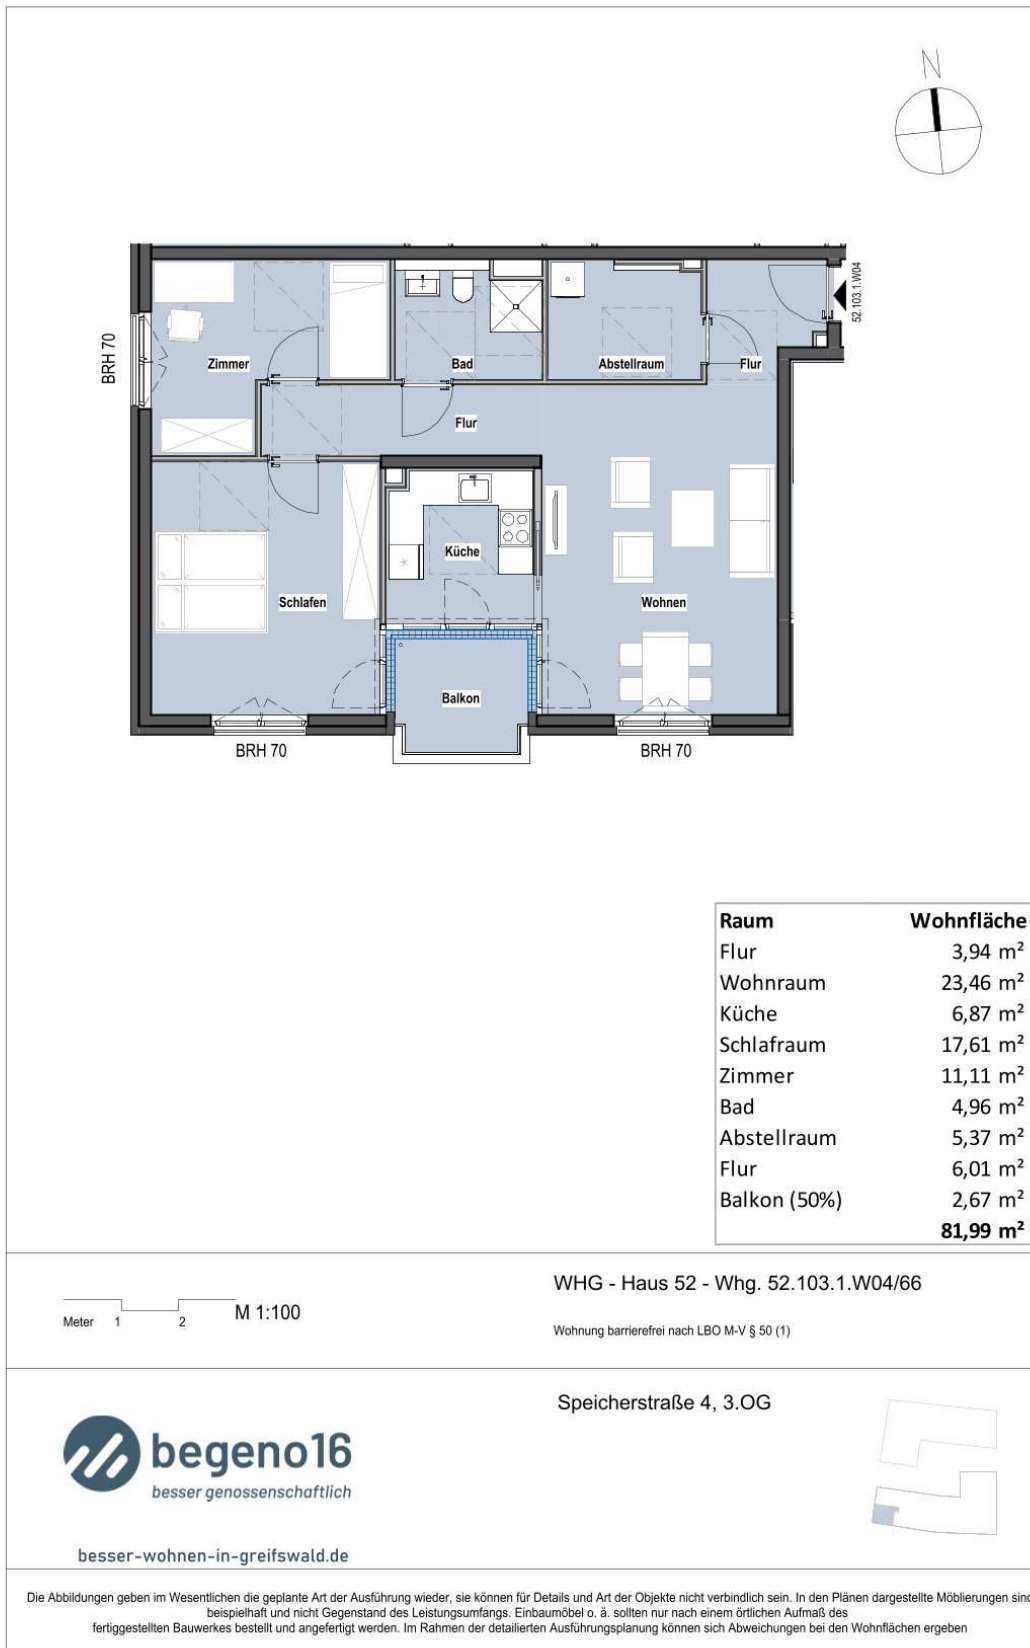 N
52.103.1.W04
BRH 70
Zimmer
Bad
Abstellraum
Flur
Flur
Küche
Schlafen
Wohnen
Balkon
BRH 70
BRH 70
Raum Wohnfläche
Flur 3,94 m²
Wohnraum 23,46 m²
Küche 6,87 m²
Schlafraum 17,61 m²
Zimmer 11,11 m²
Bad 4,96 m²
Abstellraum 5,37 m²
Flur 6,01 m²
Balkon (50%) 2,67 m²
81,99 m²
Meter 1 2 M 1:100
WHG - Haus 52 - Whg. 52.103.1.W04/66
Wohnung barrierefrei nach LBO M-V § 50 (1)
Speicherstraße 4, 3.OG
begeno16
besser genossenschaftlich
besser-wohnen-in-greifswald.de
Die Abbildungen geben im Wesentlichen die geplante Art der Ausführung wieder, sie können für Details und Art der Objekte nicht verbindlich sein. In den Plänen dargestellte Möblierungen sind
beispielhaft und nicht Gegenstand des Leistungsumfangs. Einbaumöbel o. ä. sollten nur nach einem örtlichen Aufmaß des
fertiggestellten Bauwerkes bestellt und angefertigt werden. Im Rahmen der detailierten Ausführungsplanung können sich Abweichungen bei den Wohnflächen ergeben